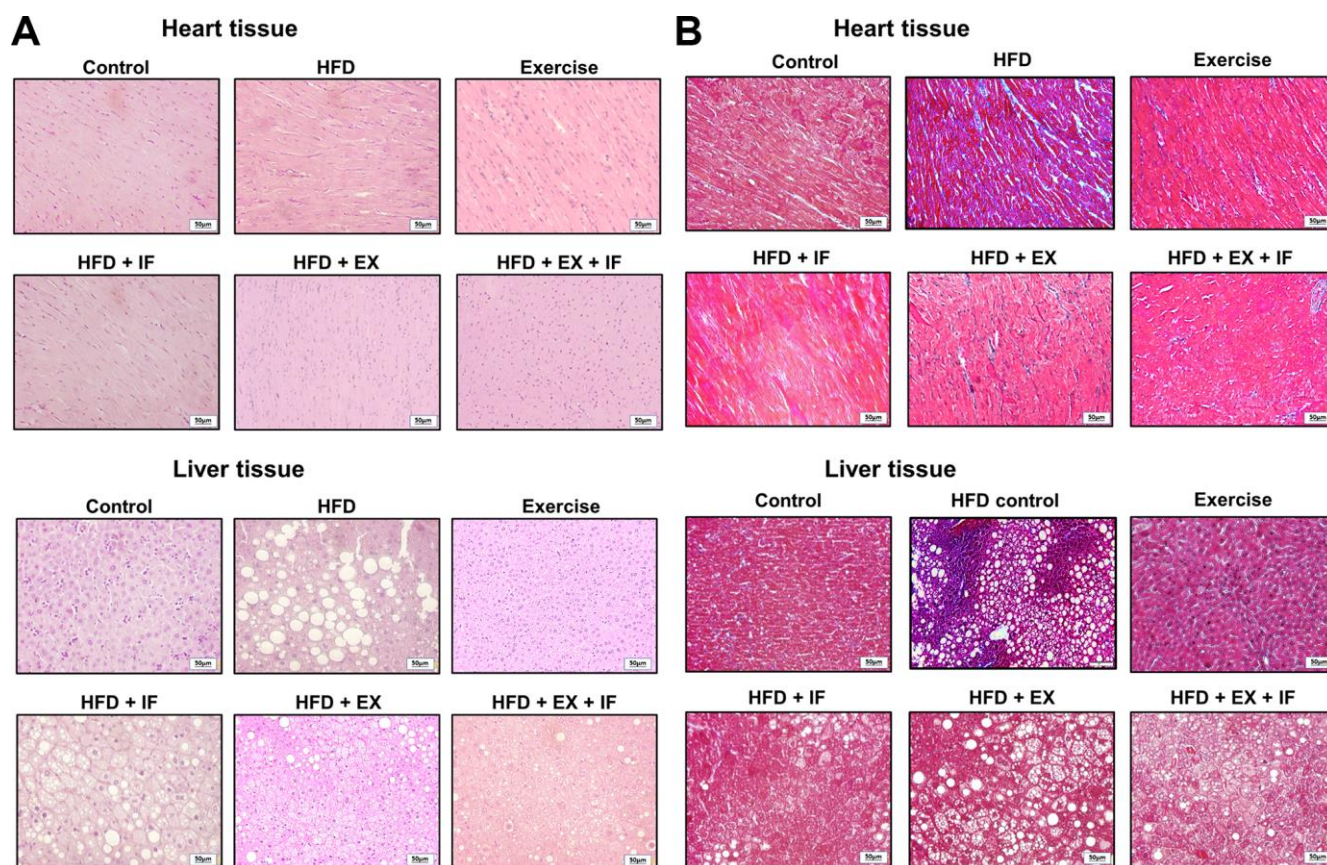 A
Heart tissue
Control HFD Exercise
50µm 50µm 50µm
HFD + IF HFD + EX HFD + EX + IF
50µm 50µm 50µm
Liver tissue
Control HFD Exercise
50µm 50µm 50µm
HFD + IF HFD + EX HFD + EX + IF
50µm 50µm 50µm
B
Heart tissue
Control HFD Exercise
50µm 50µm
HFD + IF HFD + EX HFD + EX + IF
50µm 50µm 50µm
Liver tissue
Control HFD control Exercise
50µm 50µm
HFD + IF HFD + EX HFD + EX + IF
50µm 50µm 50µm